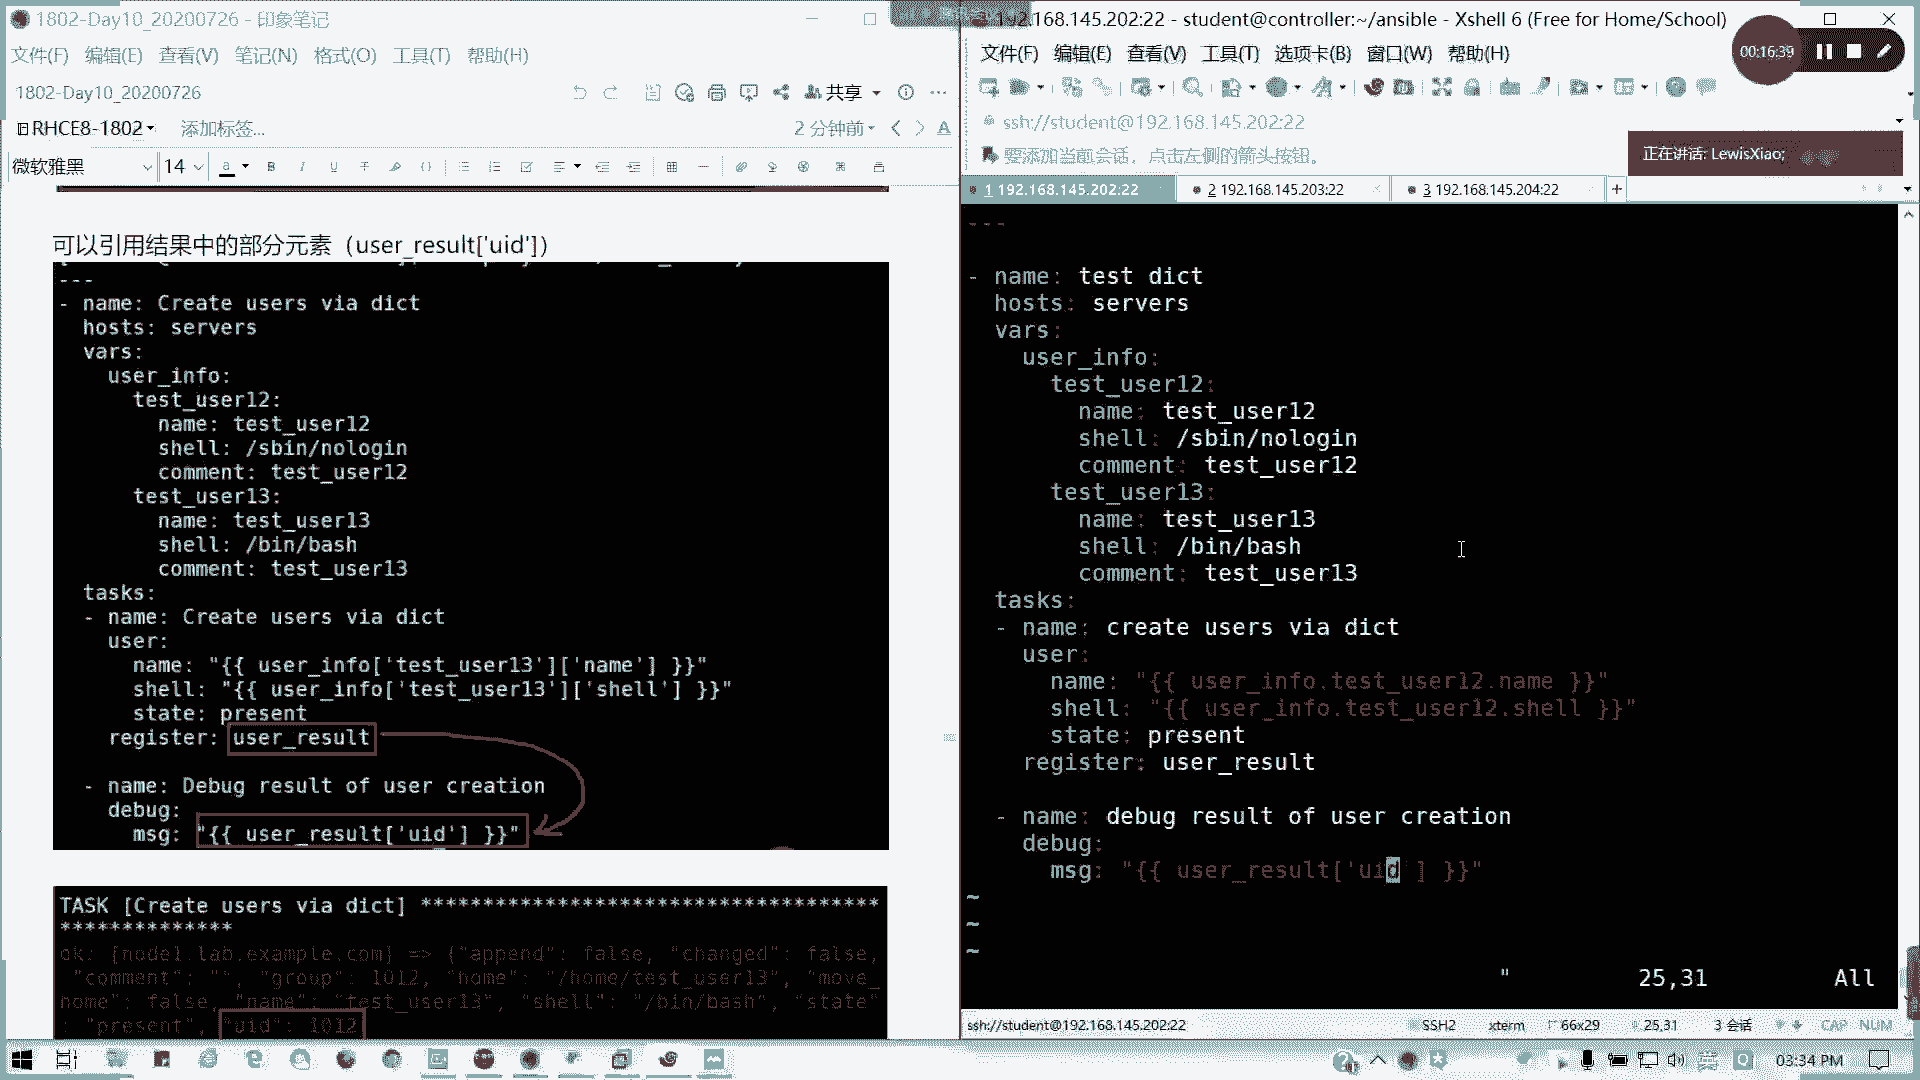 1802-Day10_20200726 - 印象笔记
文件(F) 编辑(E) 查看(V) 笔记(N) 格式(O) 工具(T) 帮助(H)
1802-Day10_20200726
共享
RHCE8-1802
添加标签...
2 分钟前
微软雅黑
14
可以引用结果中的部分元素（user_result['uid']）
---
- name: Create users via dict
hosts: servers
vars:
user_info:
test_user12:
name: test_user12
shell: /sbin/nologin
comment: test_user12
test_user13:
name: test_user13
shell: /bin/bash
comment: test_user13
tasks:
- name: Create users via dict
user:
name: "{{ user_info['test_user13']['name'] }}"
shell: "{{ user_info['test_user13']['shell'] }}"
state: present
register: user_result
- name: Debug result of user creation
debug:
msg: "{{ user_result['uid'] }}"
TASK [Create users via dict] *************************************
**************
ok: [node1.lab.example.com] => {"append": false, "changed": false,
"comment": "", "group": 1012, "home": "/home/test_user13", "move_
home": false, "name": "test_user13", "shell": "/bin/bash", "state"
: "present", "uid": 1012
192.168.145.202:22 - student@controller:~/ansible - Xshell 6 (Free for Home/School)
00:16:39
文件(F) 编辑(E) 查看(V) 工具(T) 选项卡(B) 窗口(W) 帮助(H)
ssh://student@192.168.145.202:22
要添加当前会话，点击左侧的箭头按钮。
正在讲话: LewisXiao;
1 192.168.145.202:22
2 192.168.145.203:22
3 192.168.145.204:22
---
- name: test dict
hosts: servers
vars:
user_info:
test_user12:
name: test_user12
shell: /sbin/nologin
comment: test_user12
test_user13:
name: test_user13
shell: /bin/bash
comment: test_user13
tasks:
- name: create users via dict
user:
name: "{{ user_info.test_user12.name }}"
shell: "{{ user_info.test_user12.shell }}"
state: present
register: user_result
- name: debug result of user creation
debug:
msg: "{{ user_result['uid'] }}"
~
~
~
" 25,31 All
ssh://student@192.168.145.202:22
SSH2
xterm
66x29
25,31
3 会话
CAP NUM
03:34 PM